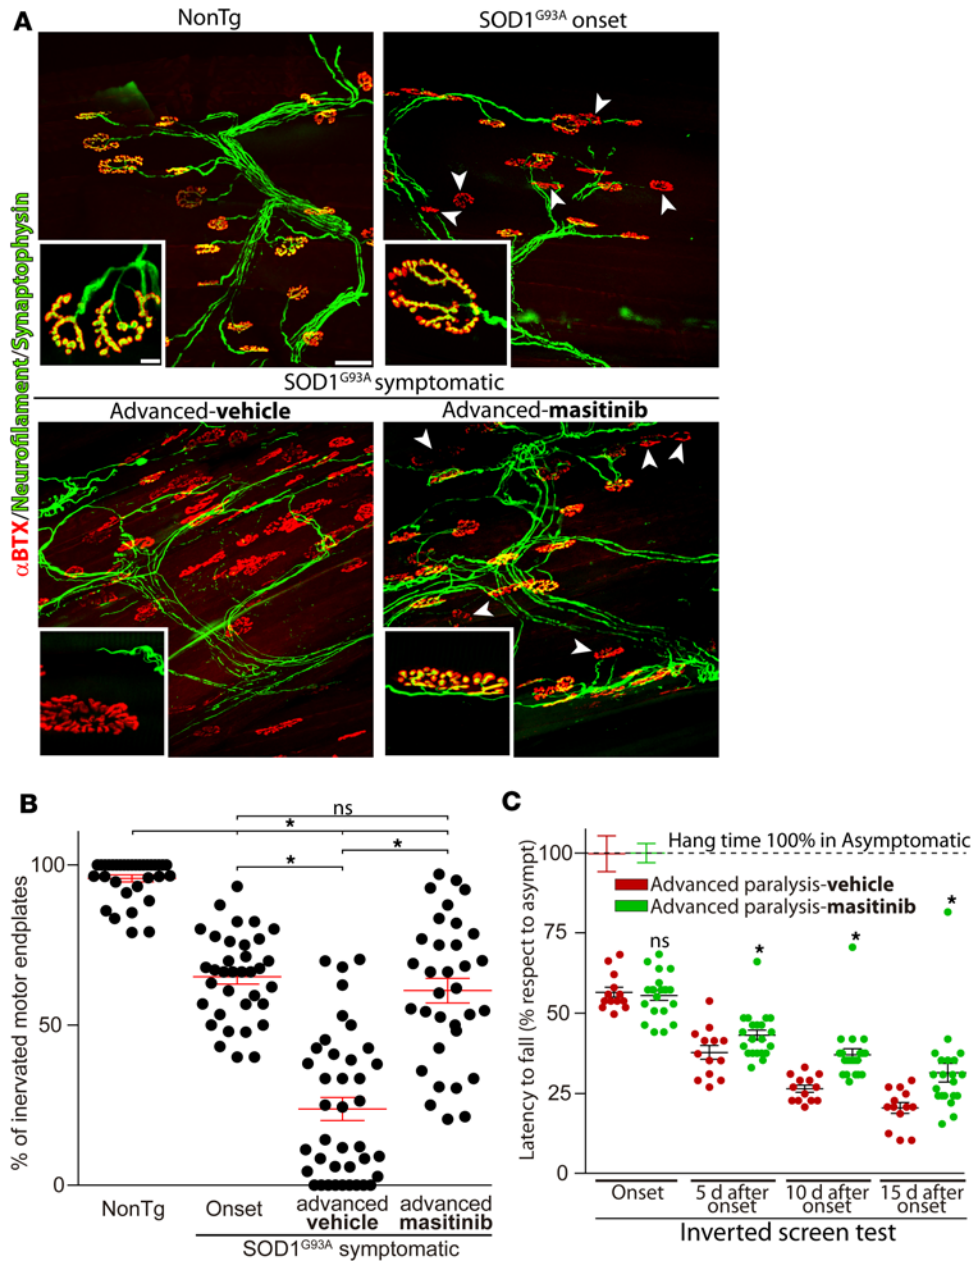 A
NonTg
SOD1G93A onset
αBTX/Neurofilament/Synaptophysin
SOD1G93A symptomatic
Advanced-vehicle
Advanced-masitinib
B
ns
*
*
*
% of inervated motor endplates
100
50
0
NonTg
Onset
advanced vehicle
advanced masitinib
SOD1G93A symptomatic
C
Latency to fall (% respect to asympt)
100
75
50
25
0
Hang time 100% in Asymptomatic
Advanced paralysis-vehicle
Advanced paralysis-masitinib
ns
*
*
*
Onset
5 d after onset
10 d after onset
15 d after onset
Inverted screen test